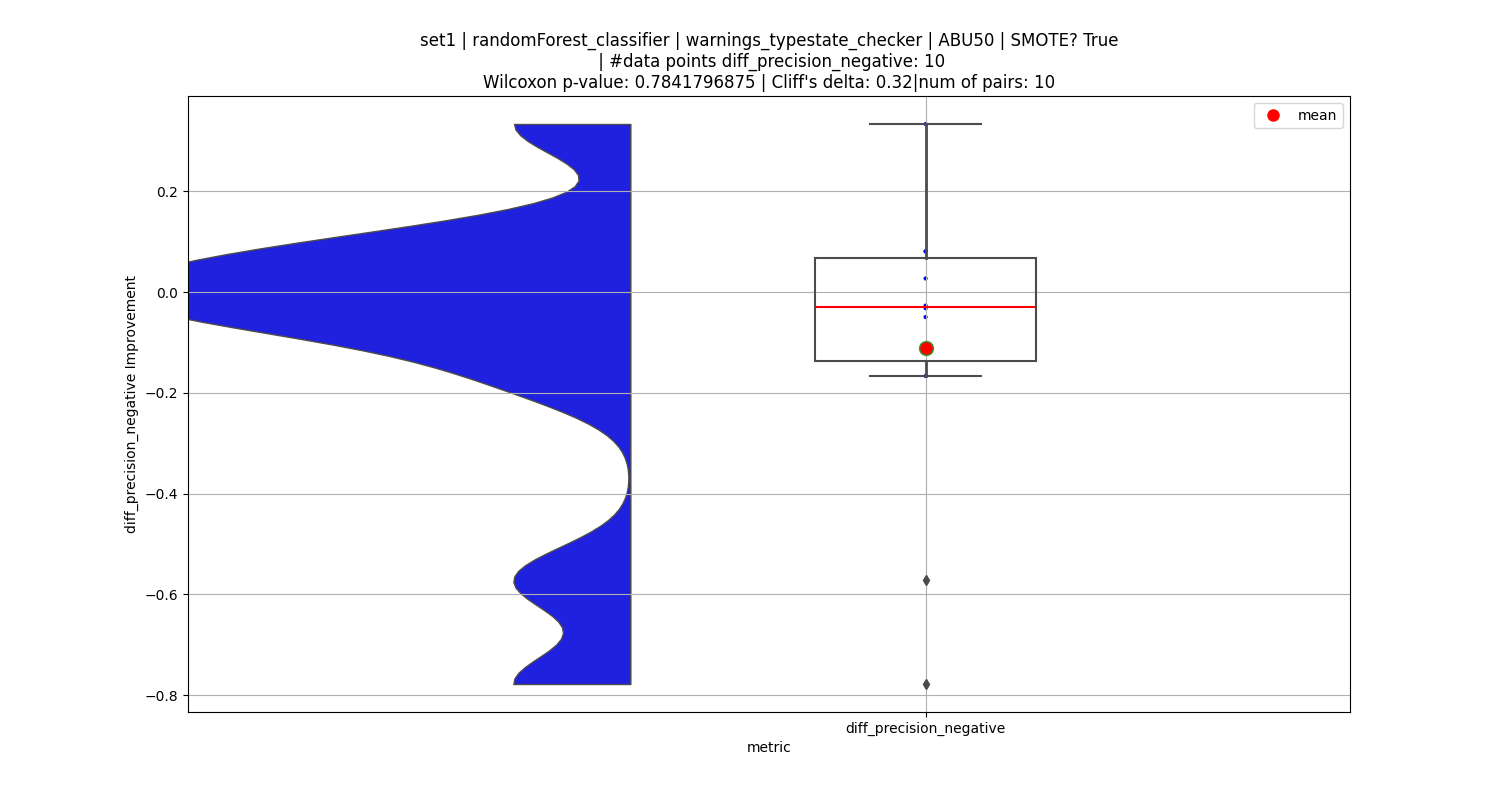 set1 | randomForest_classifier | warnings_typestate_checker | ABU50 | SMOTE? True
| #data points diff_precision_negative: 10
Wilcoxon p-value: 0.7841796875 | Cliff's delta: 0.32|num of pairs: 10
mean
0.2
0.0
−0.2
−0.4
−0.6
−0.8
diff_precision_negative Improvement
diff_precision_negative
metric